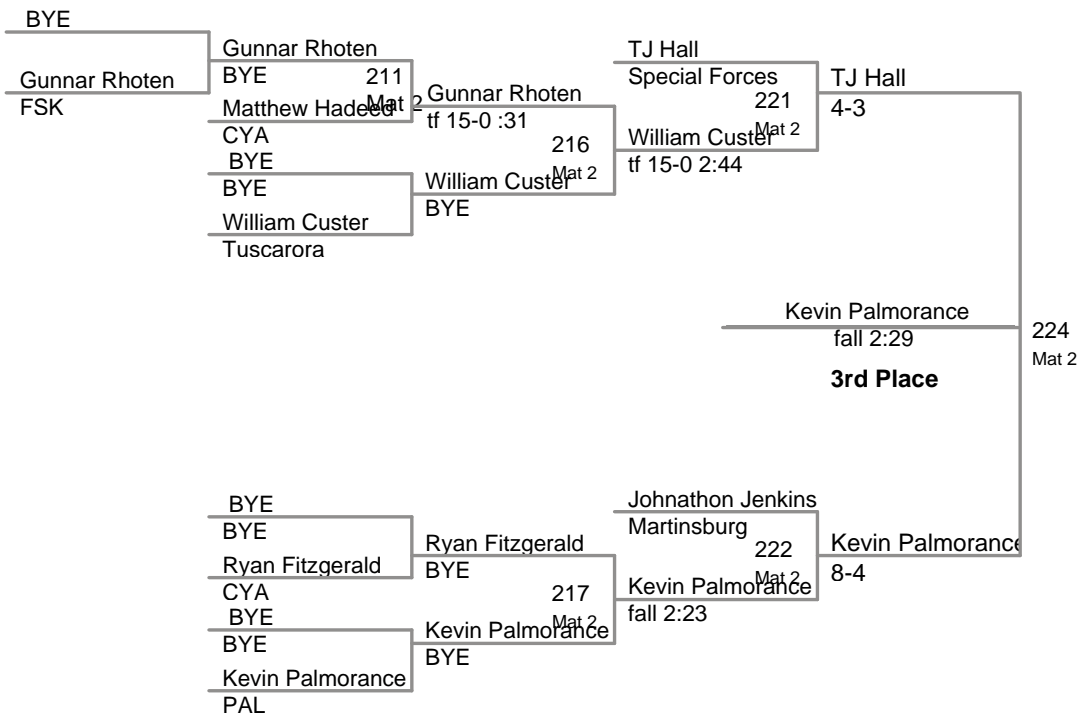 BYE
Gunnar Rhoten
FSK
Gunnar Rhoten
BYE
211
Mat 2
Matthew Hadeed
CYA
BYE
BYE
William Custer
Tuscarora
Gunnar Rhoten
tf 15-0 :31
216
Mat 2
William Custer
BYE
TJ Hall
Special Forces
221
Mat 2
William Custer
tf 15-0 2:44
TJ Hall
4-3
Kevin Palmorance
fall 2:29
3rd Place
224
Mat 2
BYE
BYE
Ryan Fitzgerald
CYA
BYE
BYE
Kevin Palmorance
PAL
Ryan Fitzgerald
BYE
217
Mat 2
Kevin Palmorance
BYE
Johnathon Jenkins
Martinsburg
222
Mat 2
Kevin Palmorance
fall 2:23
Kevin Palmorance
8-4